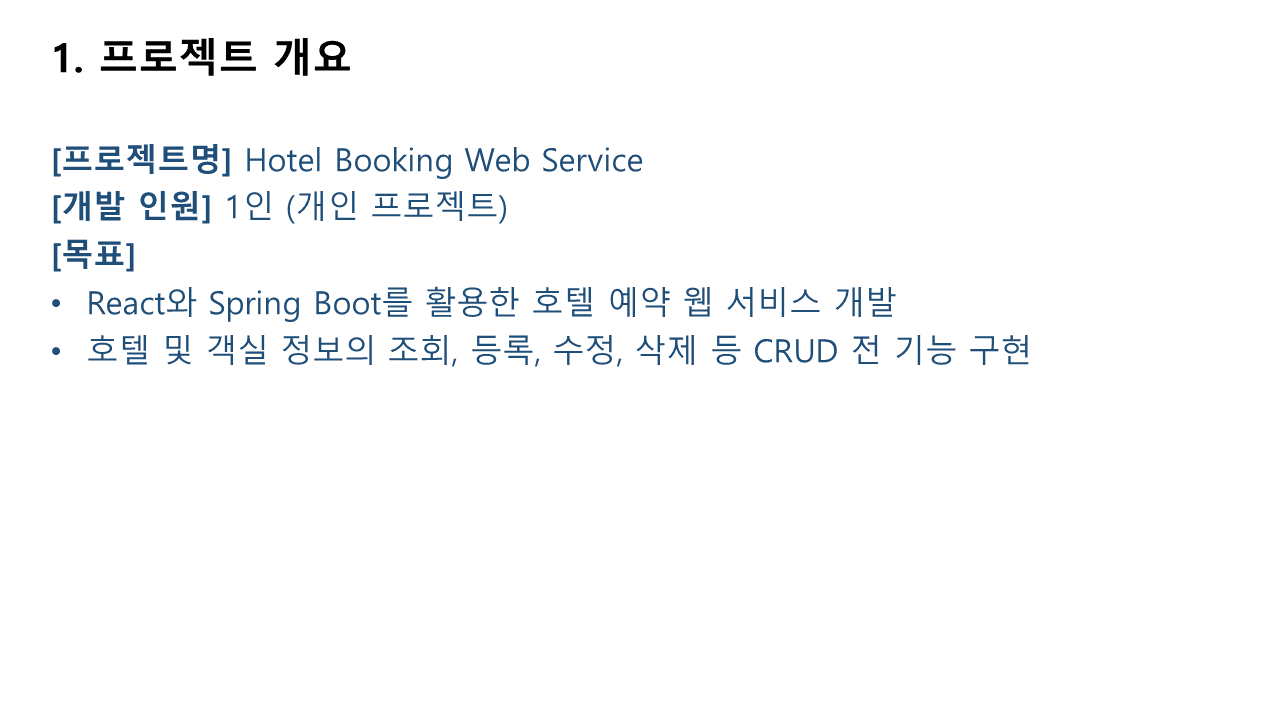 1. 프로젝트 개요
[프로젝트명] Hotel Booking Web Service
[개발 인원] 1인 (개인 프로젝트)
[목표]
• React와 Spring Boot를 활용한 호텔 예약 웹 서비스 개발
• 호텔 및 객실 정보의 조회, 등록, 수정, 삭제 등 CRUD 전 기능 구현